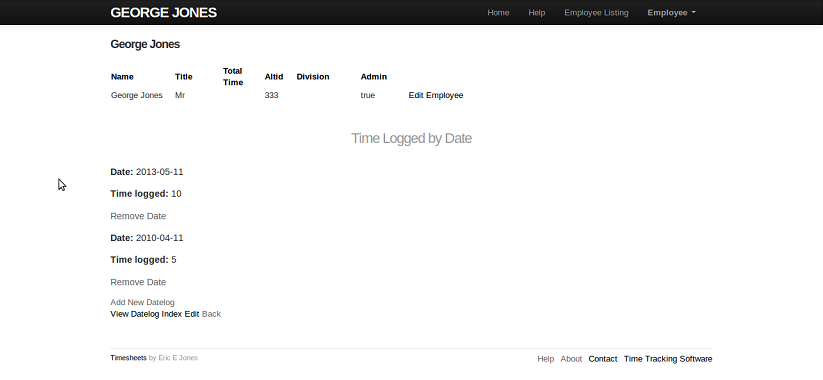 GEORGE JONES Home Help Employee Listing Employee
George Jones
Name Title Total Time Altid Division Admin
George Jones Mr 333 true Edit Employee
Time Logged by Date
Date: 2013-05-11
Time logged: 10
Remove Date
Date: 2010-04-11
Time logged: 5
Remove Date
Add New Datelog
View Datelog Index Edit Back
Timesheets by Eric E Jones Help About Contact Time Tracking Software